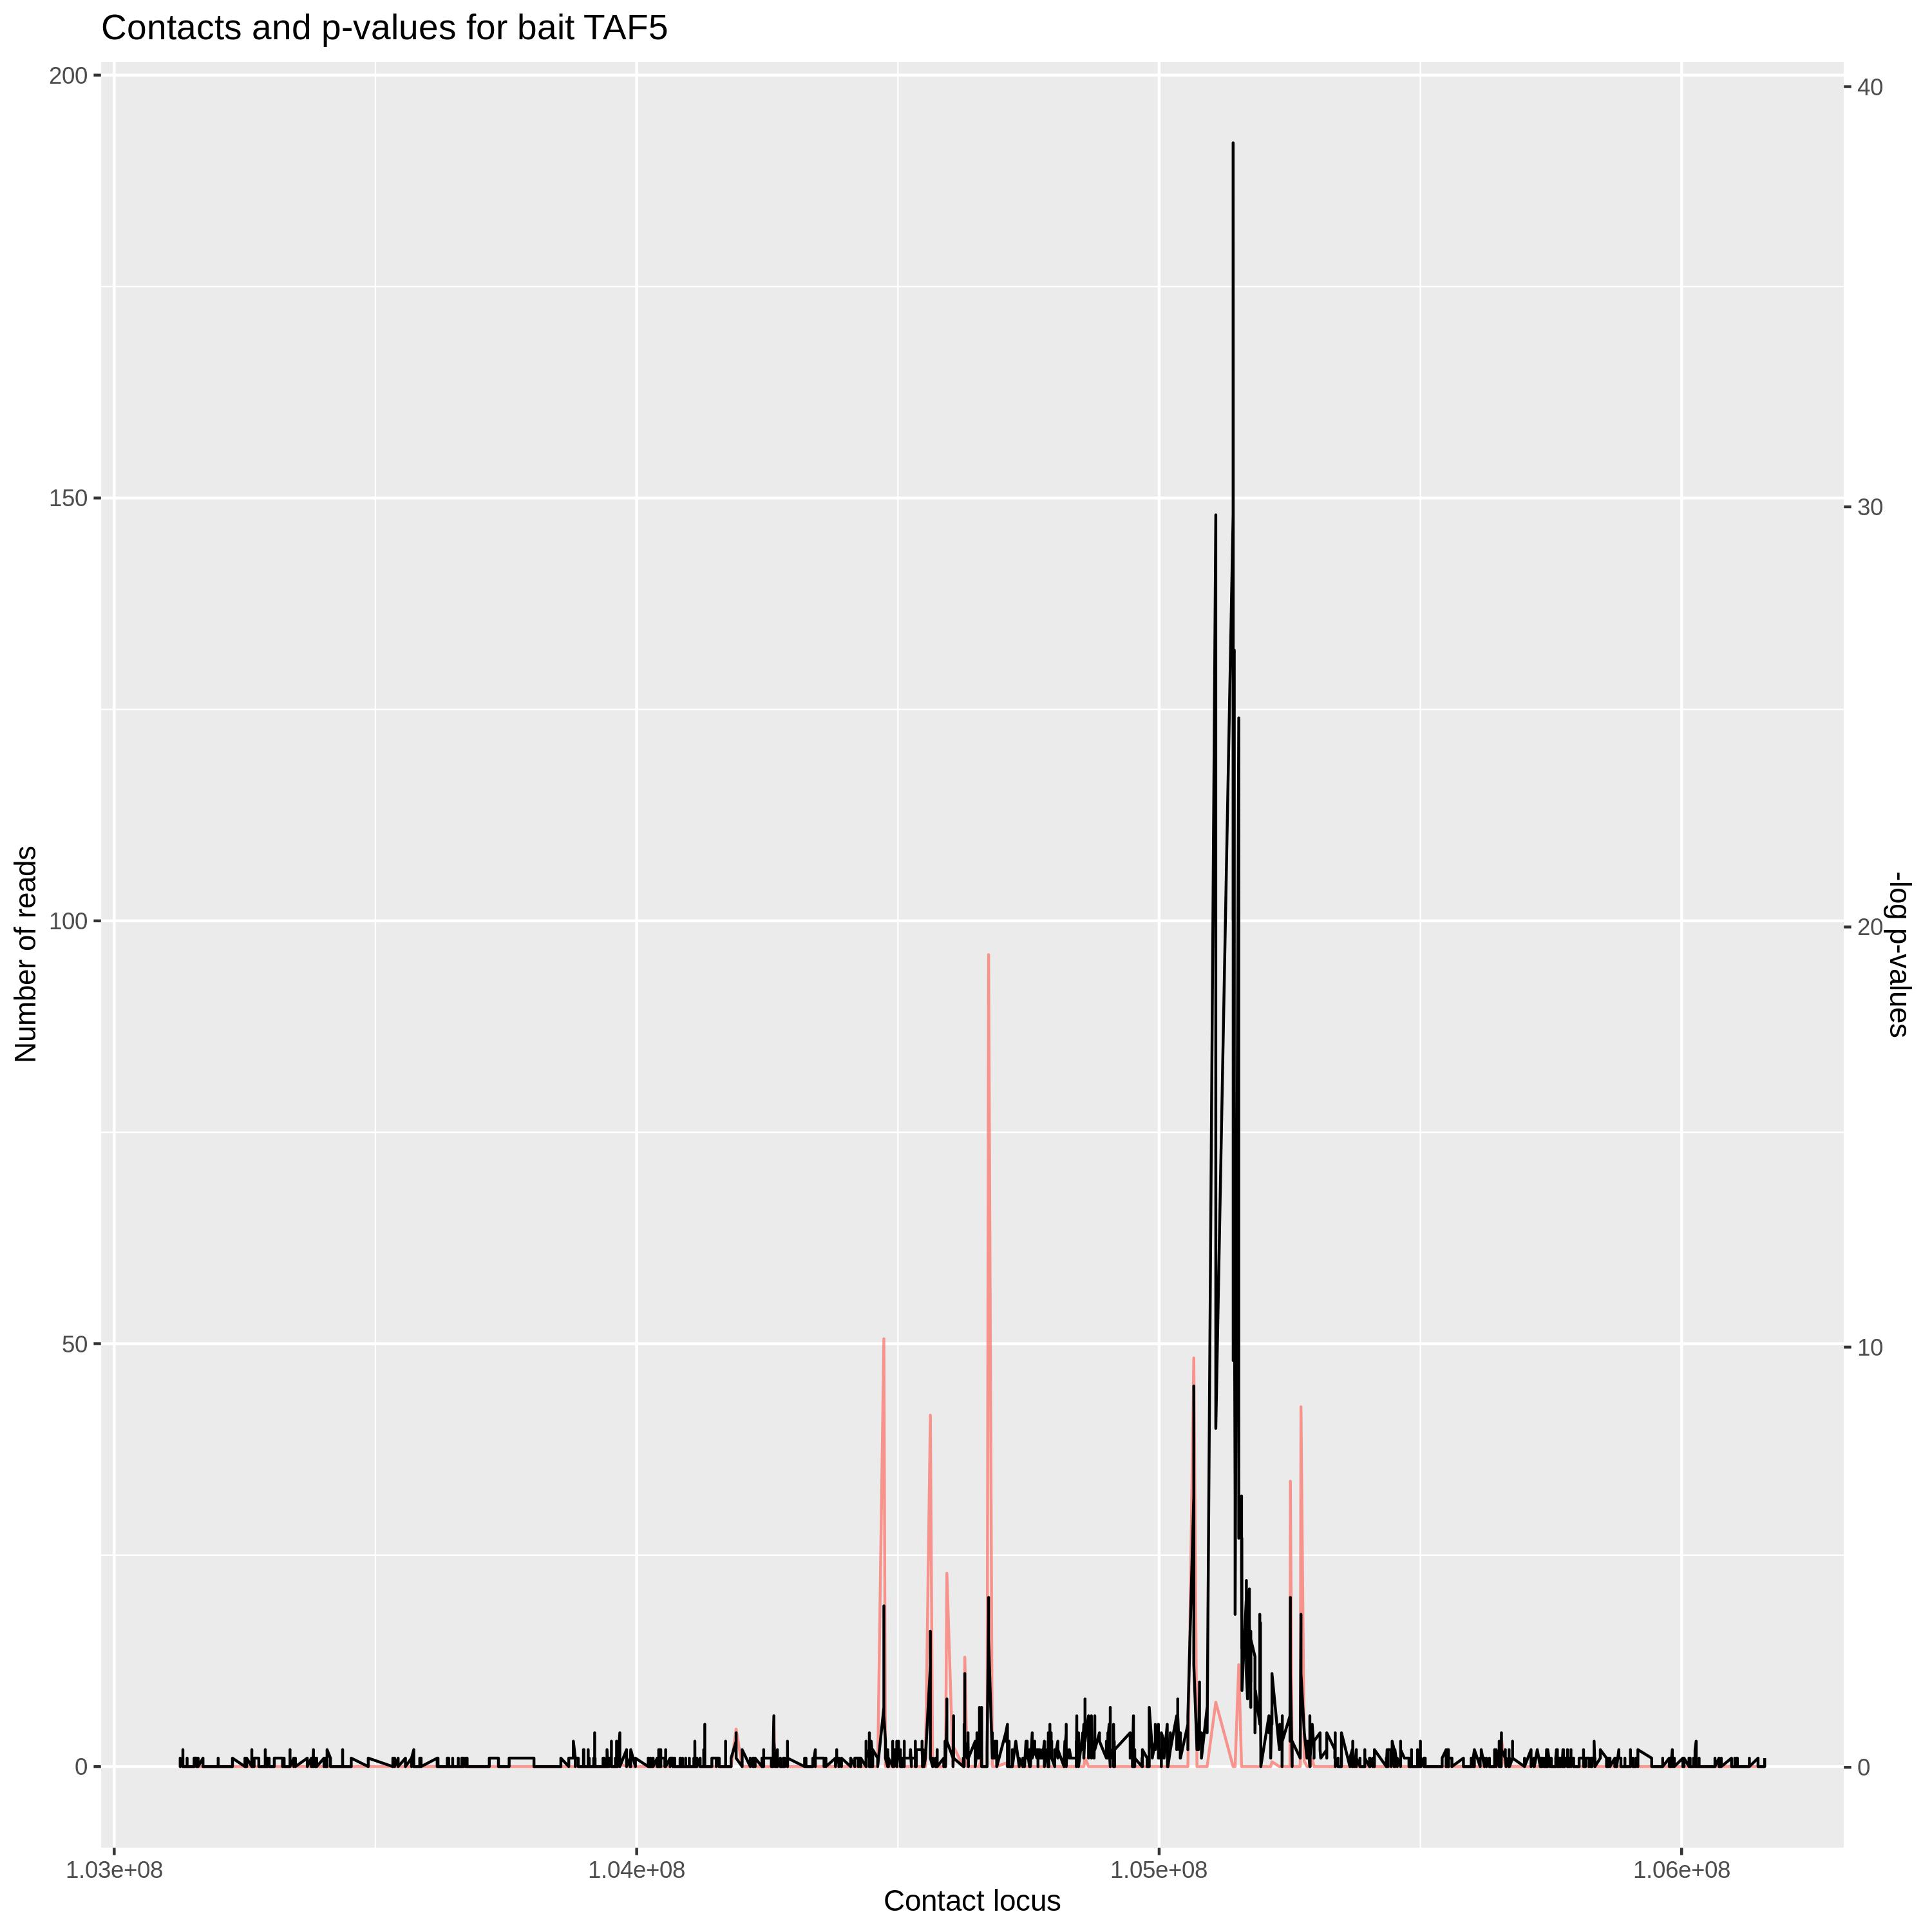 Contacts and p-values for bait TAF5
200
150
100
50
0
Number of reads
40
30
20
10
0
-log p-values
1.03e+08
1.04e+08
1.05e+08
1.06e+08
Contact locus